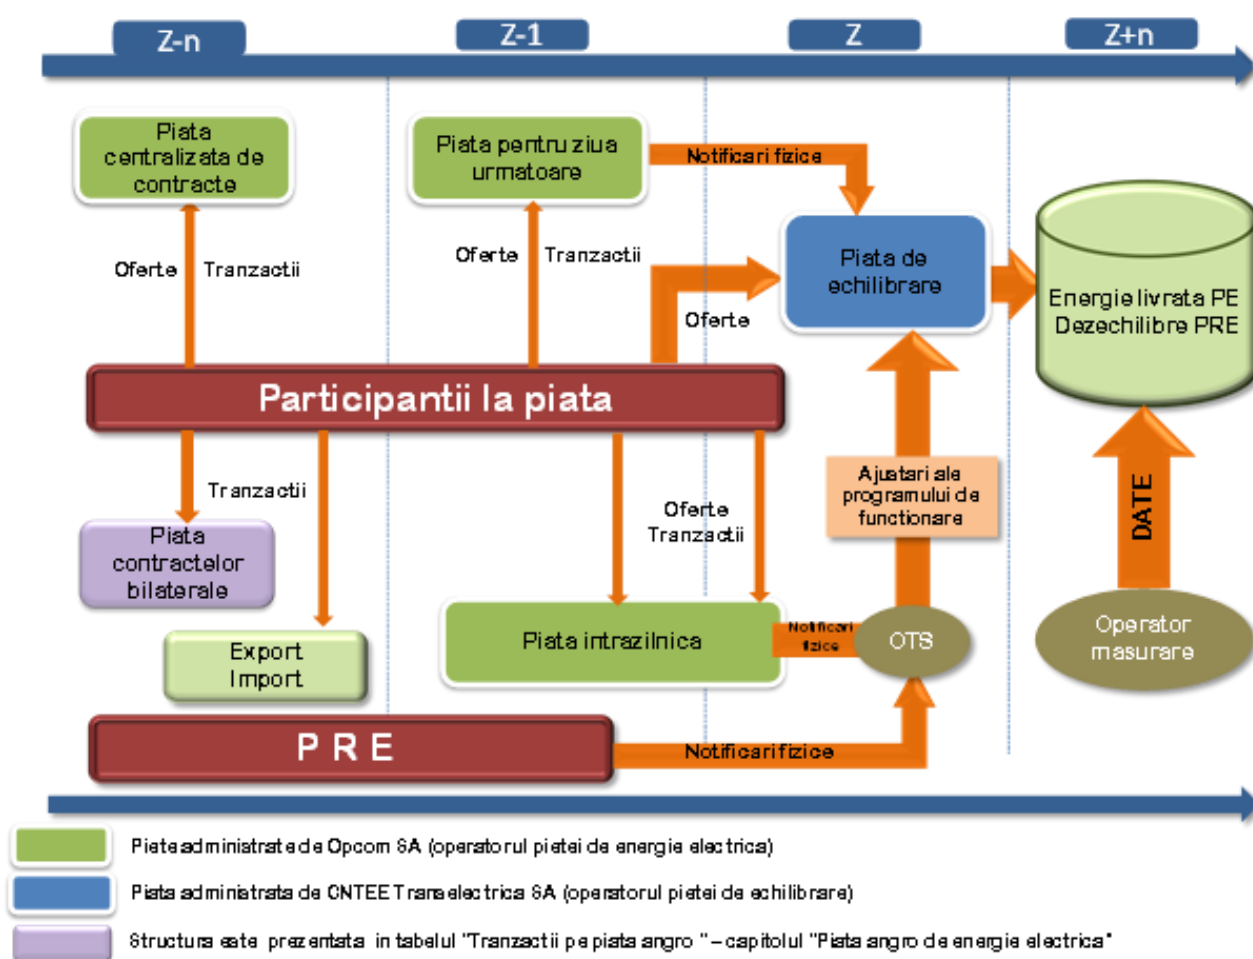 Z-n
Z-1
Z
Z+n
Piata
centralizata de
contracte
Piata pentru ziua
urmatoare
Notificari fizice
Oferte
Tranzactii
Oferte
Tranzactii
Piata de
echilibrare
Energie livrata PE
Dezechilibre PRE
Oferte
Participantii la piata
Tranzactii
Oferte
Tranzactii
Ajustari ale
programului de
functionare
DATE
Piata
contractelor
bilaterale
Piata intrazilnica
Notificari
fizice
OTS
Operator
masurare
Export
Import
P R E
Notificari fizice
Piete administrate de Opcom SA (operatorul pietei de energie electrica)
Piata administrata de CNTEE Transelectrica SA (operatorul pietei de echilibrare)
Structura este prezentata in tabelul "Tranzactii pe piata angro " – capitolul "Piata angro de energie electrica"